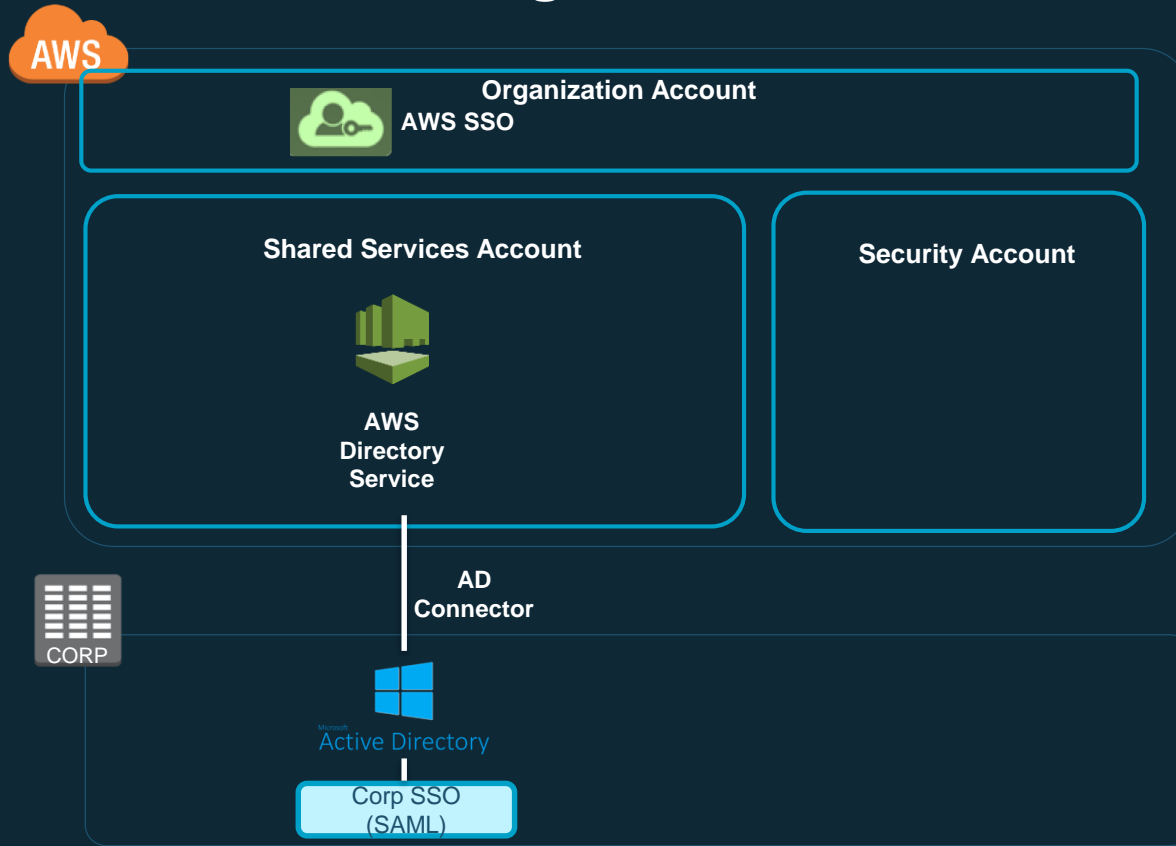 AWS
Organization Account
AWS SSO
Shared Services Account
Security Account
AWS
Directory
Service
AD
Connector
CORP
Microsoft
Active Directory
Corp SSO
(SAML)